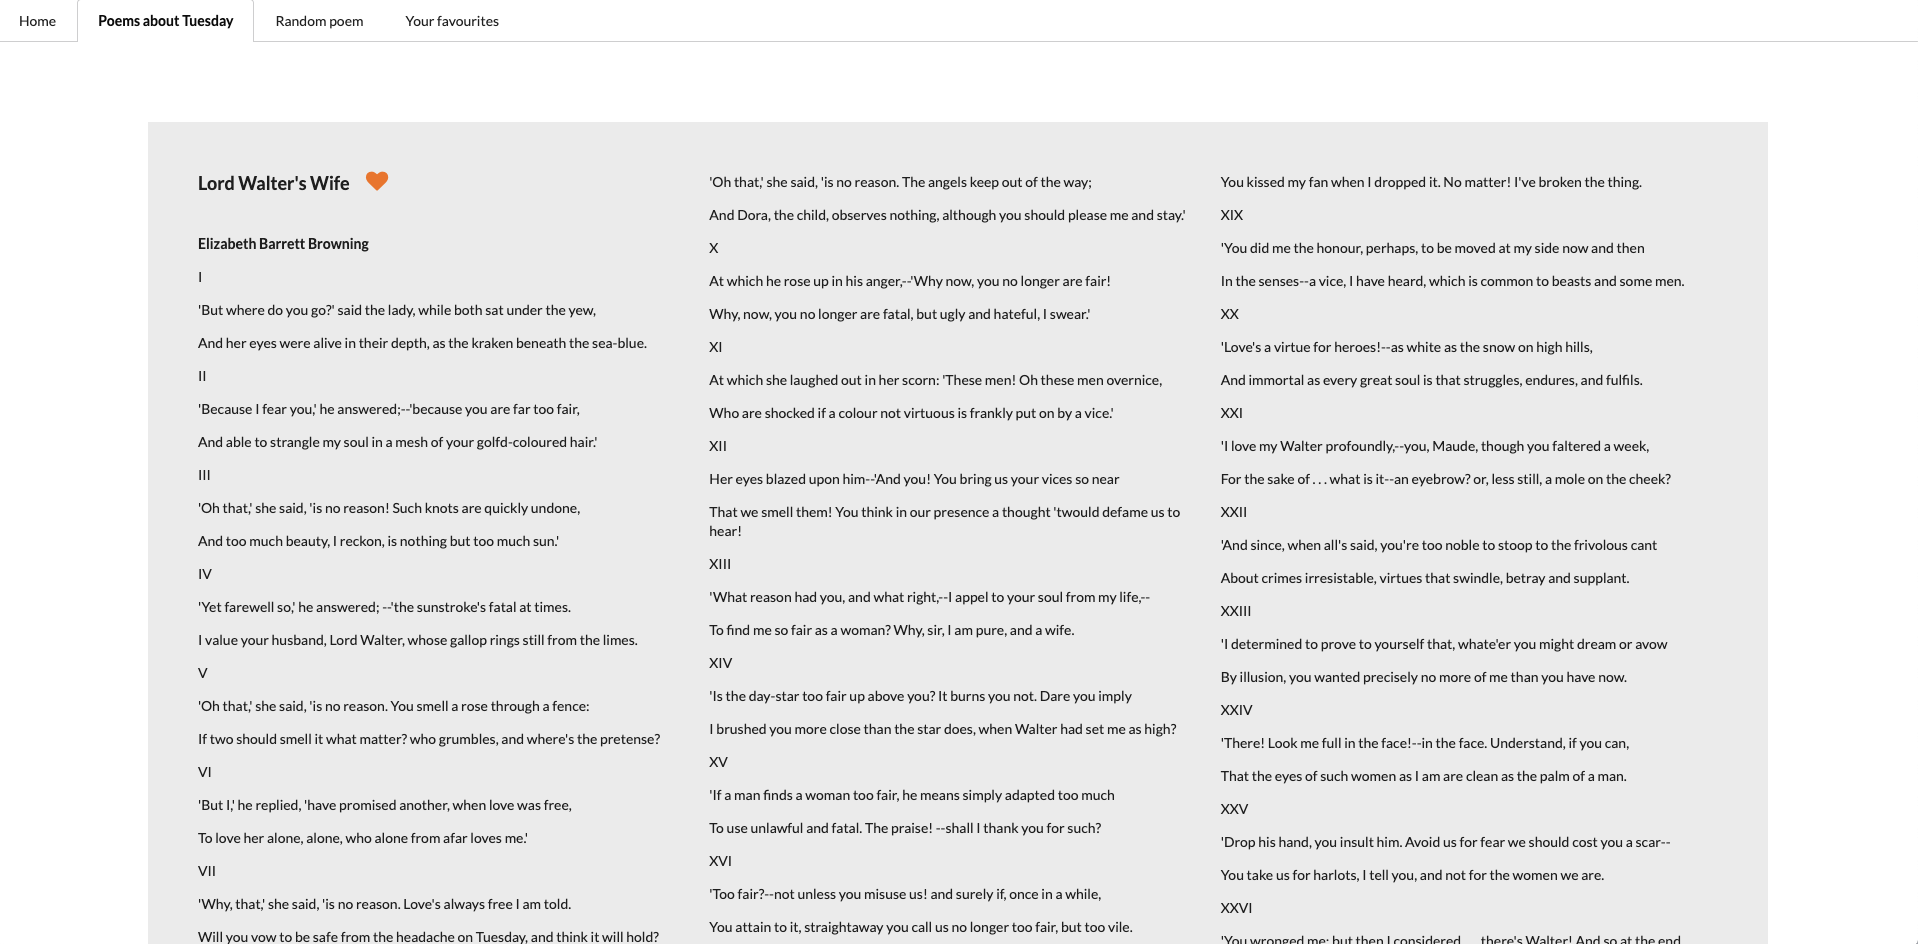 Home
Poems about Tuesday
Random poem
Your favourites
Lord Walter's Wife
Elizabeth Barrett Browning
I
'But where do you go?' said the lady, while both sat under the yew,
And her eyes were alive in their depth, as the kraken beneath the sea-blue.
II
'Because I fear you,' he answered;--'because you are far too fair,
And able to strangle my soul in a mesh of your golfd-coloured hair.'
III
'Oh that,' she said, 'is no reason! Such knots are quickly undone,
And too much beauty, I reckon, is nothing but too much sun.'
IV
'Yet farewell so,' he answered; --'the sunstroke's fatal at times.
I value your husband, Lord Walter, whose gallop rings still from the limes.
V
'Oh that,' she said, 'is no reason. You smell a rose through a fence:
If two should smell it what matter? who grumbles, and where's the pretense?
VI
'But I,' he replied, 'have promised another, when love was free,
To love her alone, alone, who alone from afar loves me.'
VII
'Why, that,' she said, 'is no reason. Love's always free I am told.
Will you vow to be safe from the headache on Tuesday, and think it will hold?
'Oh that,' she said, 'is no reason. The angels keep out of the way;
And Dora, the child, observes nothing, although you should please me and stay.'
X
At which he rose up in his anger,--'Why now, you no longer are fair!
Why, now, you no longer are fatal, but ugly and hateful, I swear.'
XI
At which she laughed out in her scorn: 'These men! Oh these men overnice,
Who are shocked if a colour not virtuous is frankly put on by a vice.'
XII
Her eyes blazed upon him--'And you! You bring us your vices so near
That we smell them! You think in our presence a thought 'twould defame us to
hear!
XIII
'What reason had you, and what right,--I appel to your soul from my life,--
To find me so fair as a woman? Why, sir, I am pure, and a wife.
XIV
'Is the day-star too fair up above you? It burns you not. Dare you imply
I brushed you more close than the star does, when Walter had set me as high?
XV
'If a man finds a woman too fair, he means simply adapted too much
To use unlawful and fatal. The praise! --shall I thank you for such?
XVI
'Too fair?--not unless you misuse us! and surely if, once in a while,
You attain to it, straightaway you call us no longer too fair, but too vile.
You kissed my fan when I dropped it. No matter! I've broken the thing.
XIX
'You did me the honour, perhaps, to be moved at my side now and then
In the senses--a vice, I have heard, which is common to beasts and some men.
XX
'Love's a virtue for heroes!--as white as the snow on high hills,
And immortal as every great soul is that struggles, endures, and fulfils.
XXI
'I love my Walter profoundly,--you, Maude, though you faltered a week,
For the sake of . . . what is it--an eyebrow? or, less still, a mole on the cheek?
XXII
'And since, when all's said, you're too noble to stoop to the frivolous cant
About crimes irresistable, virtues that swindle, betray and supplant.
XXIII
'I determined to prove to yourself that, whate'er you might dream or avow
By illusion, you wanted precisely no more of me than you have now.
XXIV
'There! Look me full in the face!--in the face. Understand, if you can,
That the eyes of such women as I am are clean as the palm of a man.
XXV
'Drop his hand, you insult him. Avoid us for fear we should cost you a scar--
You take us for harlots, I tell you, and not for the women we are.
XXVI
'You wronged me: but then I considered . . . there's Walter! And so at the end